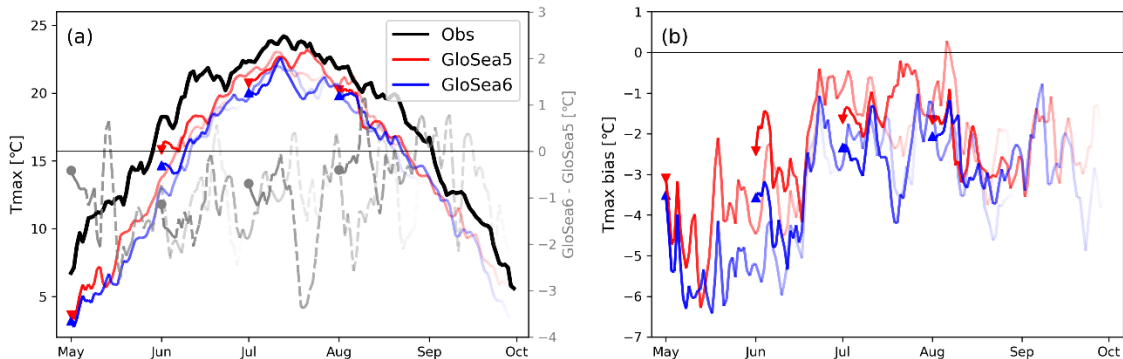 (a)
Obs
GloSea5
GloSea6
Tmax [℃]
25
20
15
10
5
May
Jun
Jul
Aug
Sep
Oct
3
2
1
0
−1
−2
−3
−4
GloSea6 - GloSea5 [℃]
(b)
Tmax bias [℃]
1
0
−1
−2
−3
−4
−5
−6
−7
May
Jun
Jul
Aug
Sep
Oct